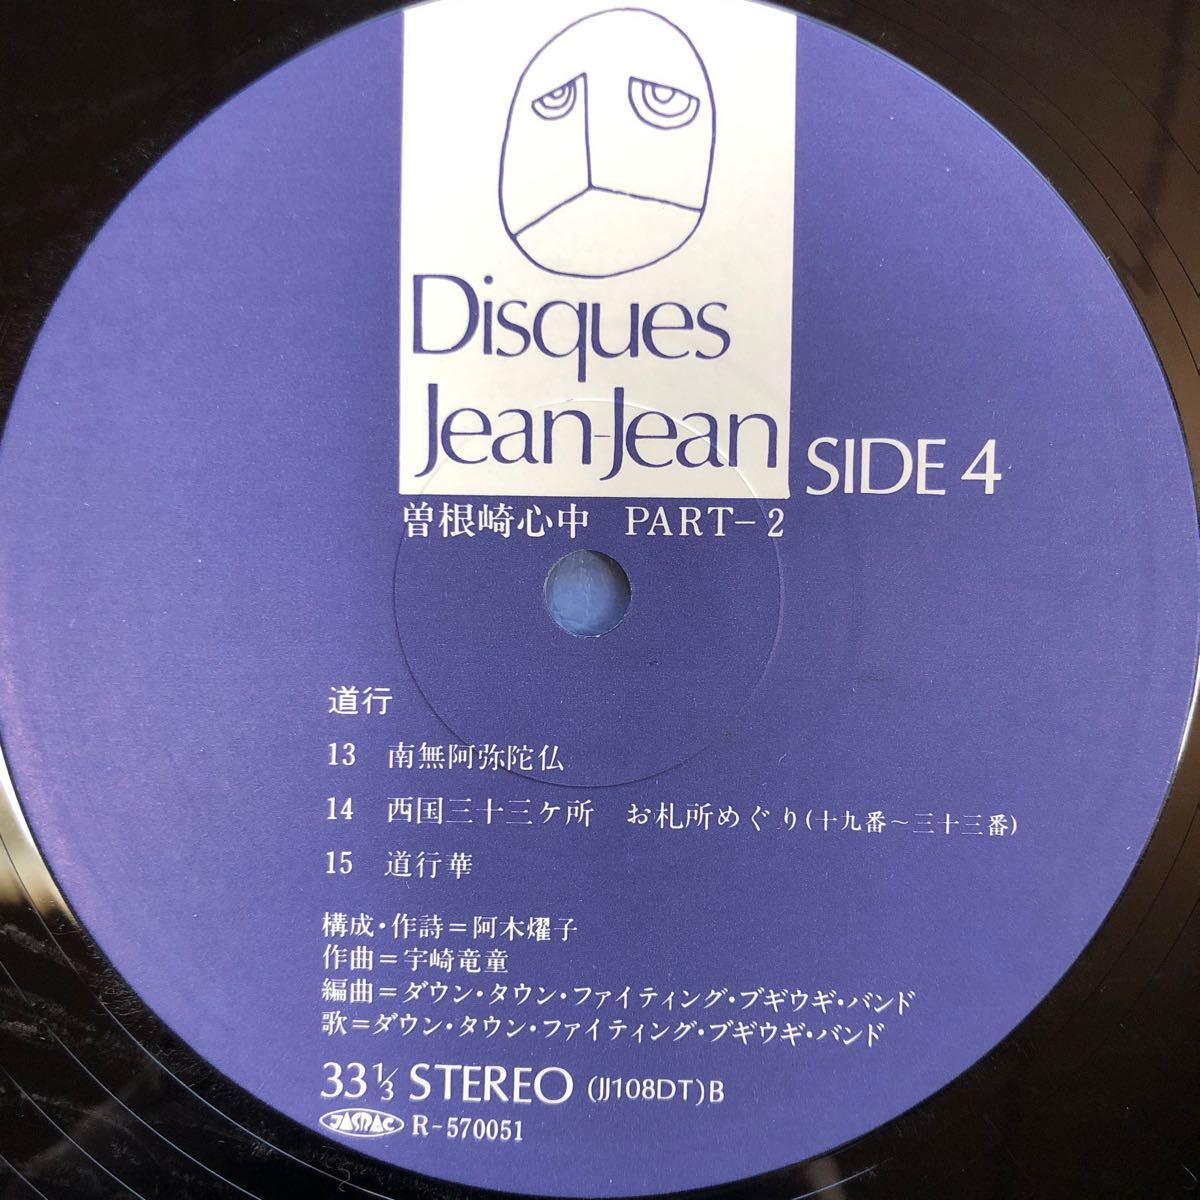 Disques
Jean-Jean
SIDE 4
曽根崎心中 PART-2
道行
13 南無阿弥陀仏
14 西国三十三ケ所 お札所めぐり(十九番～三十三番)
15 道行華
構成・作詩=阿木燿子
作曲=宇崎竜童
編曲=ダウン・タウン・ファイティング・ブギウギ・バンド
歌=ダウン・タウン・ファイティング・ブギウギ・バンド
33 1/3 STEREO (JJ108DT)B
JASRAC R-570051